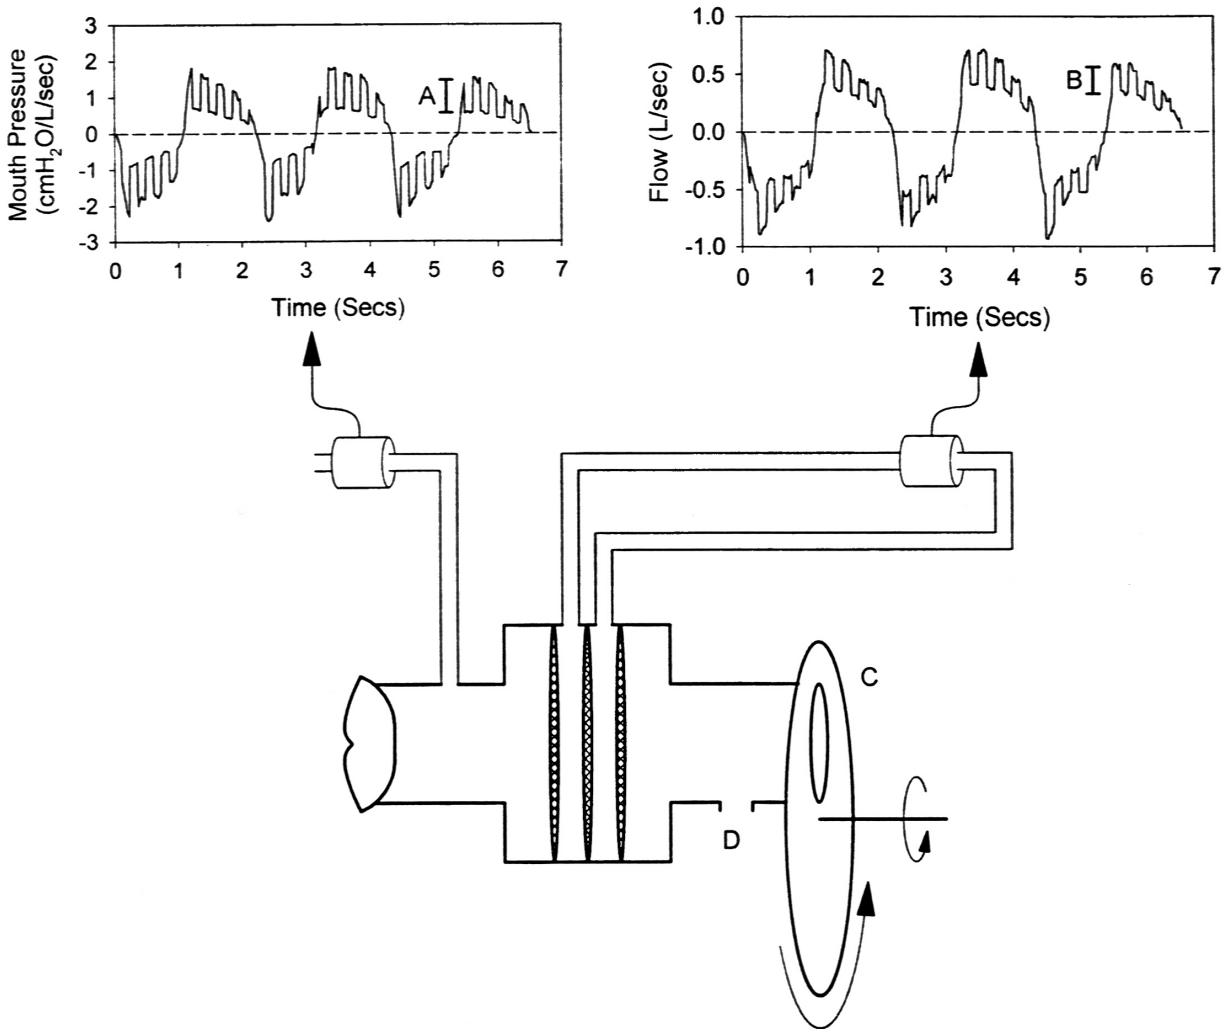 Mouth Pressure
(cmH2O/L/sec)
3
2
1
0
-1
-2
-3
A
0 1 2 3 4 5 6 7
Time (Secs)
Flow (L/sec)
1.0
0.5
0.0
-0.5
-1.0
B
0 1 2 3 4 5 6 7
Time (Secs)
C
D